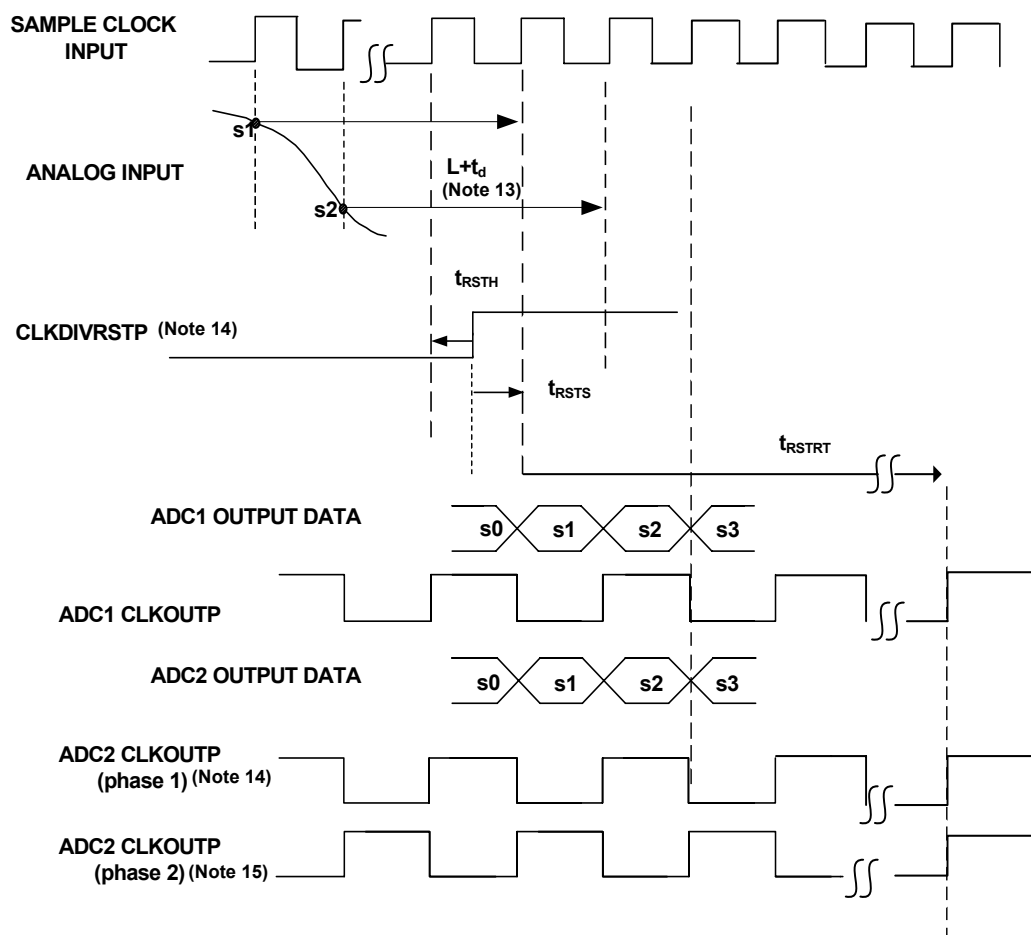 SAMPLE CLOCK
INPUT
s1
ANALOG INPUT
L+td
(Note 13)
s2
tRSTH
CLKDIVRSTP (Note 14)
tRSTS
tRSTRT
ADC1 OUTPUT DATA
s0 s1 s2 s3
ADC1 CLKOUTP
ADC2 OUTPUT DATA
s0 s1 s2 s3
ADC2 CLKOUTP
(phase 1) (Note 14)
ADC2 CLKOUTP
(phase 2) (Note 15)